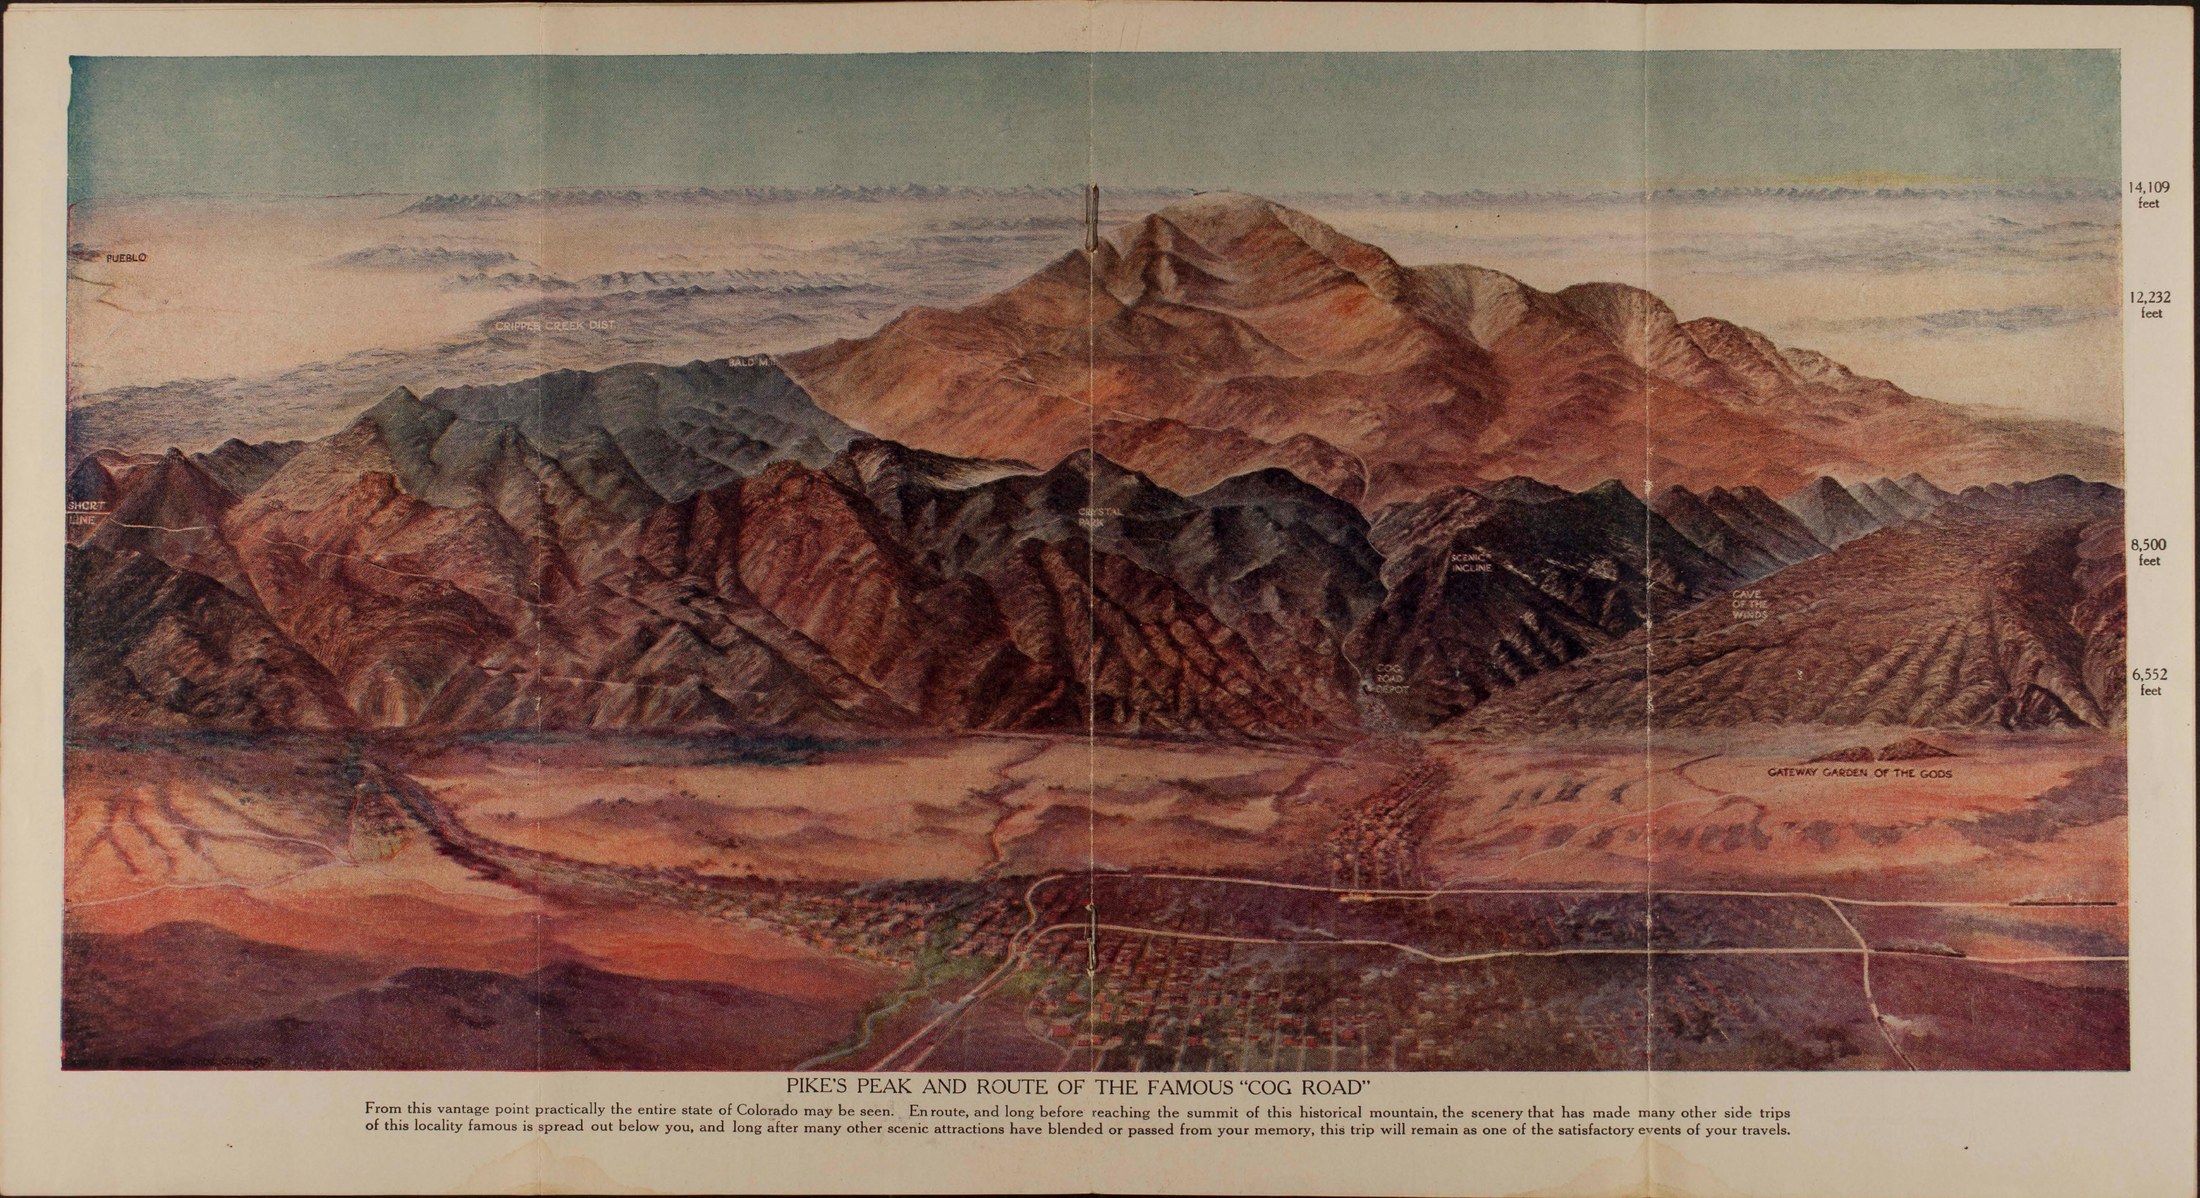 14,109
feet
PUEBLO
12,232
feet
CRIPPLE CREEK DIST.
BALD MT.
SHORT
LINE
CRYSTAL
PARK
8,500
feet
SCENIC
INCLINE
CAVE
OF THE
WINDS
COG
ROAD
DEPOT
6,552
feet
GATEWAY GARDEN OF THE GODS
PIKE'S PEAK AND ROUTE OF THE FAMOUS "COG ROAD"
From this vantage point practically the entire state of Colorado may be seen. En route, and long before reaching the summit of this historical mountain, the scenery that has made many other side trips
of this locality famous is spread out below you, and long after many other scenic attractions have blended or passed from your memory, this trip will remain as one of the satisfactory events of your travels.